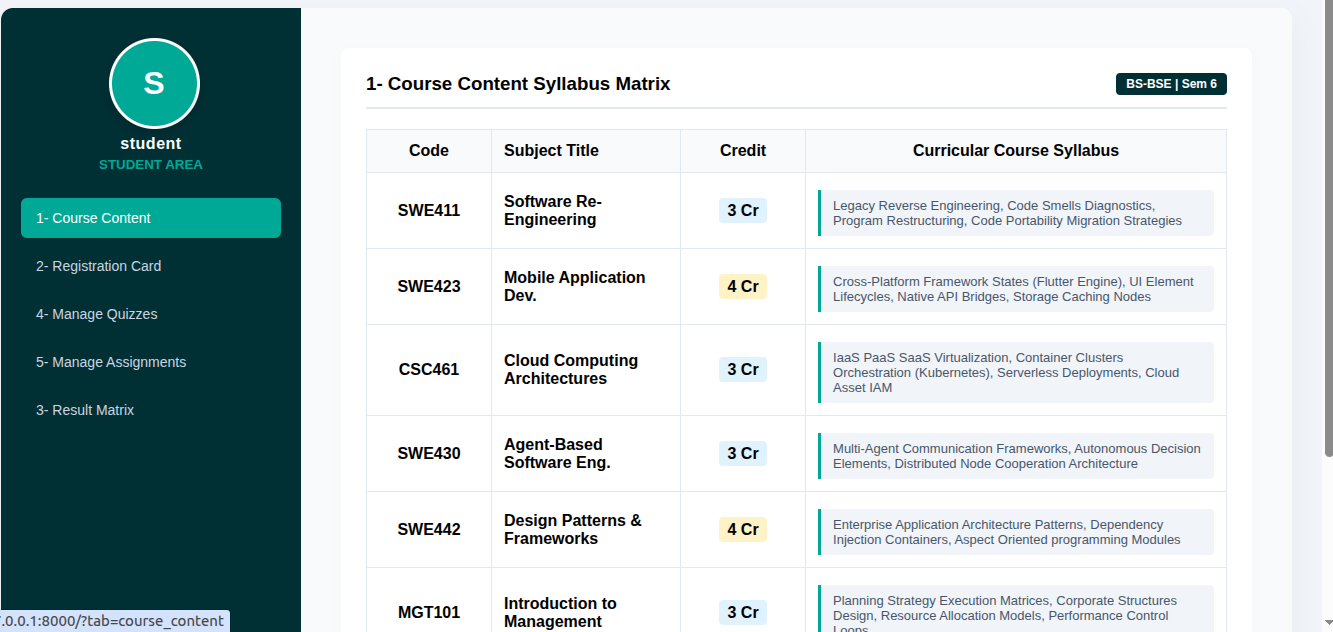 S
student
STUDENT AREA
1- Course Content
2- Registration Card
4- Manage Quizzes
5- Manage Assignments
3- Result Matrix
.0.0.1:8000/?tab=course_content
1- Course Content Syllabus Matrix
BS-BSE | Sem 6
Code Subject Title Credit Curricular Course Syllabus
SWE411
Software Re-
Engineering
3 Cr
Legacy Reverse Engineering, Code Smells Diagnostics,
Program Restructuring, Code Portability Migration Strategies
SWE423
Mobile Application
Dev.
4 Cr
Cross-Platform Framework States (Flutter Engine), UI Element
Lifecycles, Native API Bridges, Storage Caching Nodes
CSC461
Cloud Computing
Architectures
3 Cr
IaaS PaaS SaaS Virtualization, Container Clusters
Orchestration (Kubernetes), Serverless Deployments, Cloud
Asset IAM
SWE430
Agent-Based
Software Eng.
3 Cr
Multi-Agent Communication Frameworks, Autonomous Decision
Elements, Distributed Node Cooperation Architecture
SWE442
Design Patterns &
Frameworks
4 Cr
Enterprise Application Architecture Patterns, Dependency
Injection Containers, Aspect Oriented programming Modules
MGT101
Introduction to
Management
3 Cr
Planning Strategy Execution Matrices, Corporate Structures
Design, Resource Allocation Models, Performance Control
Loops